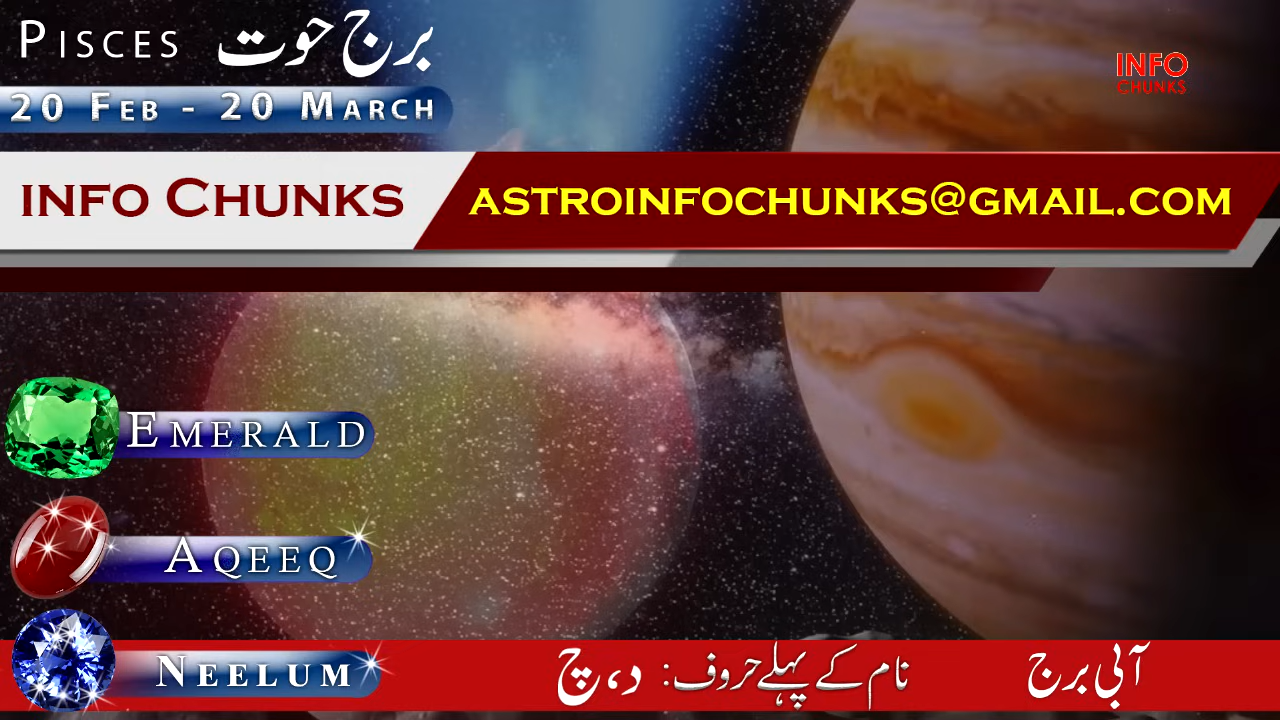 PISCES برج حوت
INFO
CHUNKS
20 FEB - 20 MARCH
INFO CHUNKS
ASTROINFOCHUNKS@GMAIL.COM
EMERALD
AQEEQ
NEELUM
آبی برج
نام کے پہلے حروف: د، چ